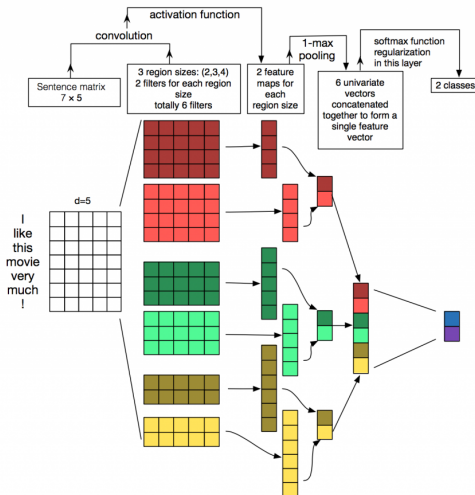 activation function
convolution
1-max
pooling
softmax function
regularization
in this layer
Sentence matrix
7 × 5
3 region sizes: (2,3,4)
2 filters for each region
size
totally 6 filters
2 feature
maps for
each
region size
6 univariate
vectors
concatenated
together to form a
single feature
vector
2 classes
d=5
I
like
this
movie
very
much
!